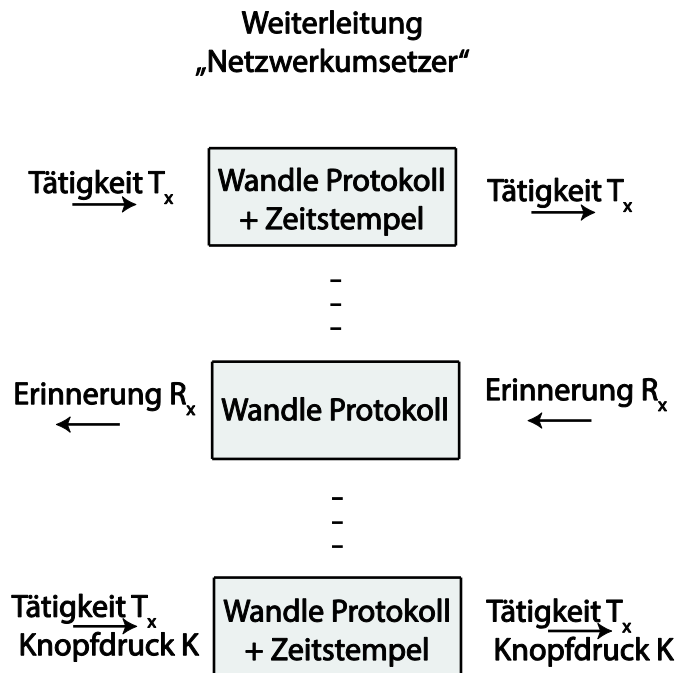 Weiterleitung
„Netzwerkumsetzer“
Tätigkeit Tx
Wandle Protokoll
+ Zeitstempel
Tätigkeit Tx
Erinnerung Rx
Wandle Protokoll
Erinnerung Rx
Tätigkeit Tx
Knopfdruck K
Wandle Protokoll
+ Zeitstempel
Tätigkeit Tx
Knopfdruck K